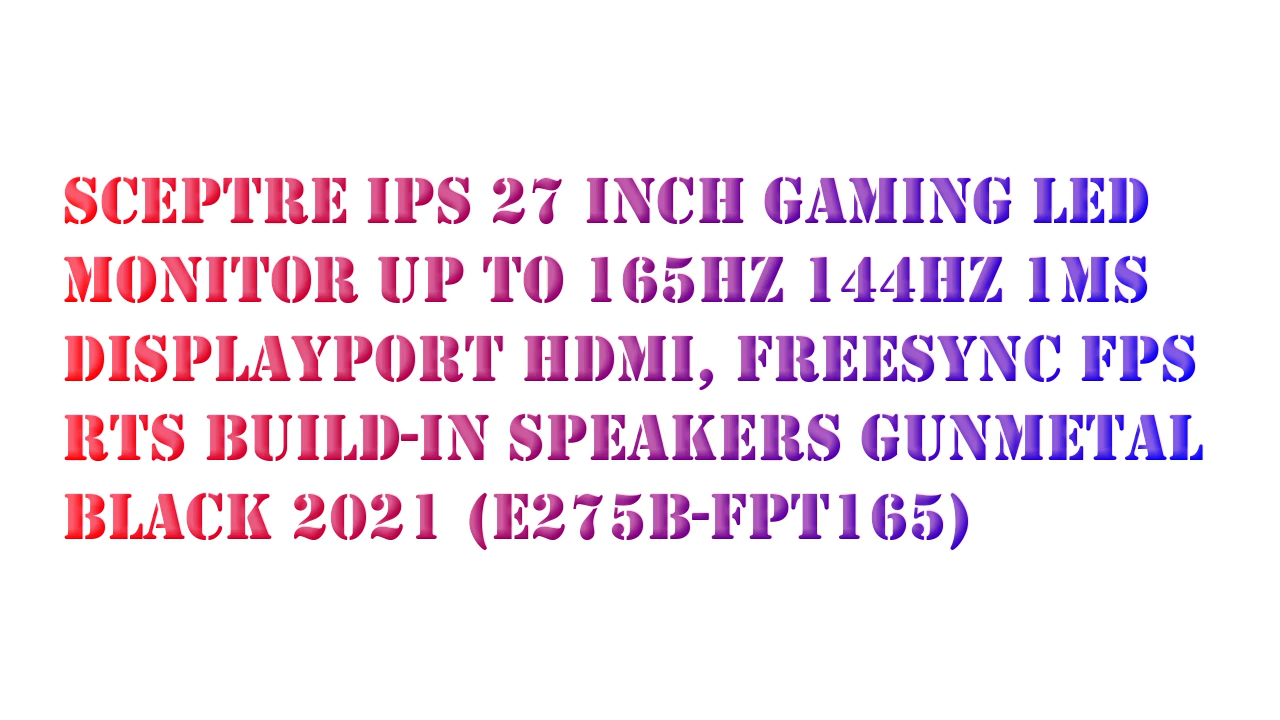 SCEPTRE IPS 27 INCH GAMING LED
MONITOR UP TO 165HZ 144HZ 1MS
DISPLAYPORT HDMI, FREESYNC FPS
RTS BUILD-IN SPEAKERS GUNMETAL
BLACK 2021 (E275B-FPT165)